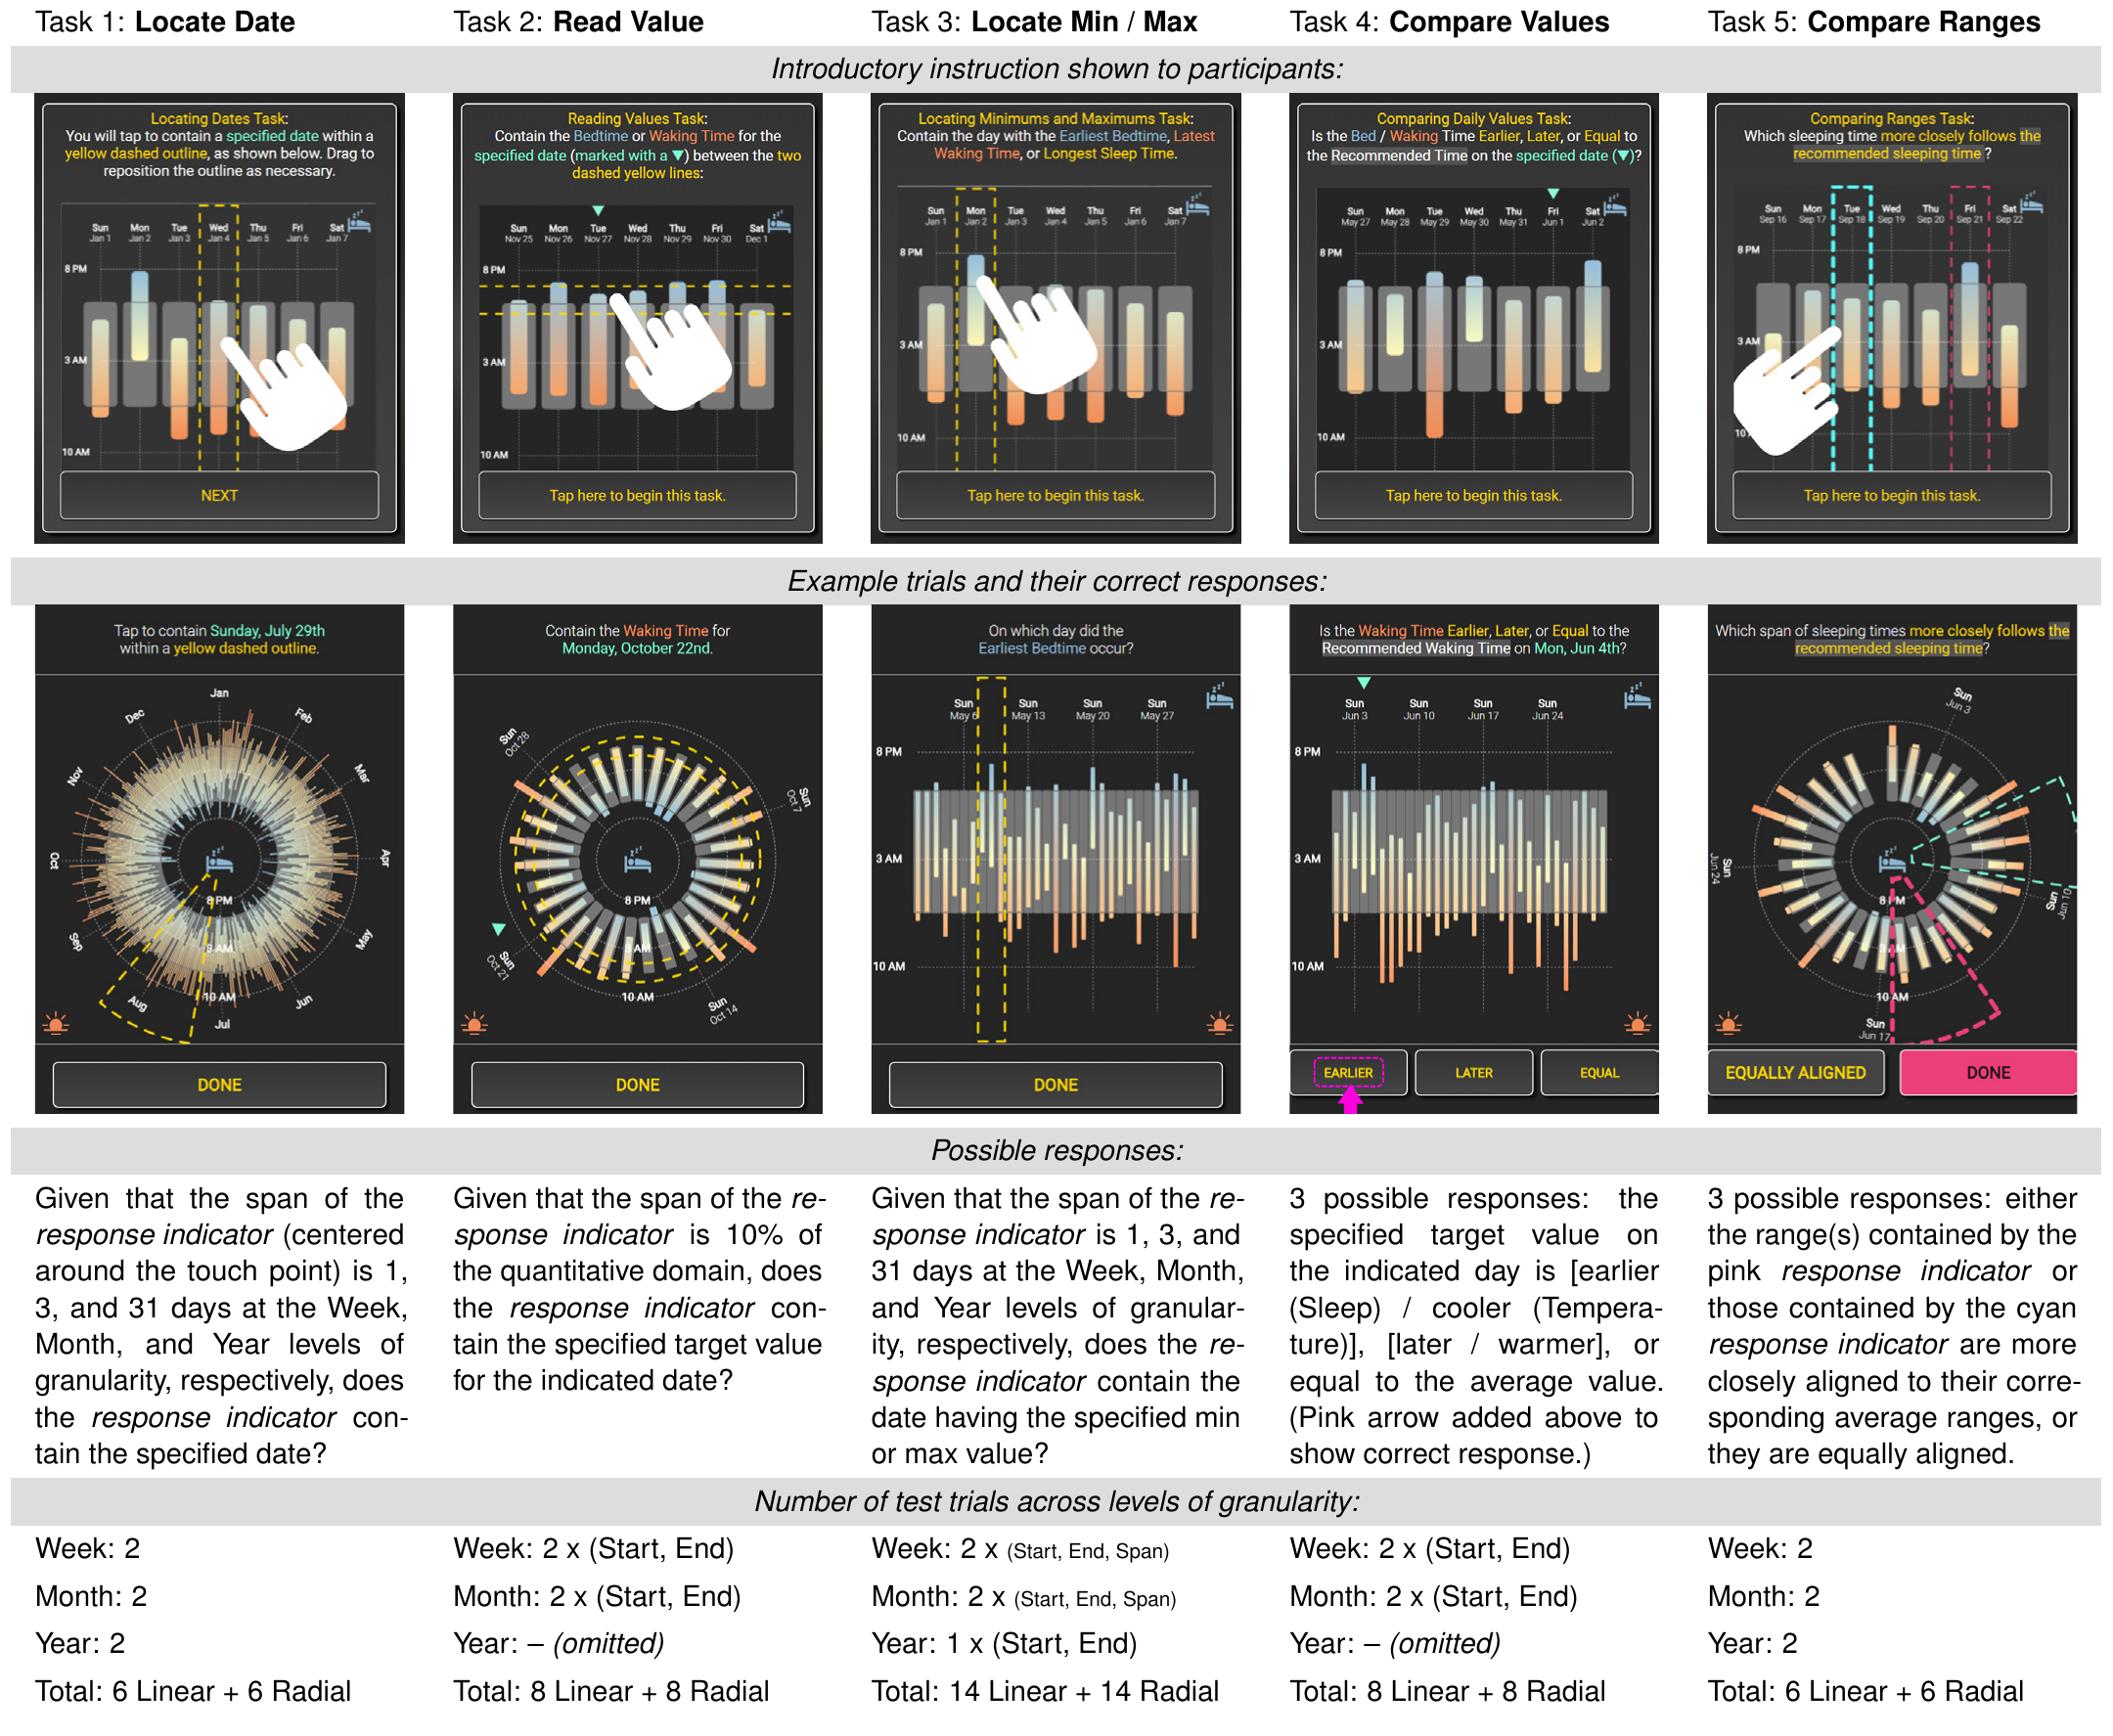 Task 1: Locate Date
Task 2: Read Value
Task 3: Locate Min / Max
Task 4: Compare Values
Task 5: Compare Ranges
Introductory instruction shown to participants:
Locating Dates Task:
You will tap to contain a specified date within a
yellow dashed outline, as shown below. Drag to
reposition the outline as necessary.
Sun Mon Tue Wed Thu Fri Sat
Jan 1 Jan 2 Jan 3 Jan 4 Jan 5 Jan 6 Jan 7
8 PM
3 AM
10 AM
NEXT
Reading Values Task:
Contain the Bedtime or Waking Time for the
specified date (marked with a ▼) between the two
dashed yellow lines:
Sun Mon Tue Wed Thu Fri Sat
Nov 25 Nov 26 Nov 27 Nov 28 Nov 29 Nov 30 Dec 1
8 PM
3 AM
10 AM
Tap here to begin this task.
Locating Minimums and Maximums Task:
Contain the day with the Earliest Bedtime, Latest
Waking Time, or Longest Sleep Time.
Sun Mon Tue Wed Thu Fri Sat
Jan 1 Jan 2 Jan 3 Jan 4 Jan 5 Jan 6 Jan 7
8 PM
3 AM
10 AM
Tap here to begin this task.
Comparing Daily Values Task:
Is the Bed / Waking Time Earlier, Later, or Equal to
the Recommended Time on the specified date (▼)?
Sun Mon Tue Wed Thu Fri Sat
May 27 May 28 May 29 May 30 May 31 Jun 1 Jun 2
8 PM
3 AM
10 AM
Tap here to begin this task.
Comparing Ranges Task:
Which sleeping time more closely follows the
recommended sleeping time ?
Sun Mon Tue Wed Thu Fri Sat
Sep 16 Sep 17 Sep 18 Sep 19 Sep 20 Sep 21 Sep 22
8 PM
3 AM
10
Tap here to begin this task.
Example trials and their correct responses:
Tap to contain Sunday, July 29th
within a yellow dashed outline.
Jan
Feb
Mar
Apr
May
Jun
Jul
Aug
Sep
Oct
Nov
Dec
8 PM
3 AM
10 AM
DONE
Contain the Waking Time for
Monday, October 22nd.
Sun
Oct 28
Sun
Oct 7
Sun
Oct 14
Sun
Oct 21
8 PM
3 AM
10 AM
DONE
On which day did the
Earliest Bedtime occur?
Sun Sun Sun Sun
May 6 May 13 May 20 May 27
8 PM
3 AM
10 AM
DONE
Is the Waking Time Earlier, Later, or Equal to the
Recommended Waking Time on Mon, Jun 4th?
Sun Sun Sun Sun
Jun 3 Jun 10 Jun 17 Jun 24
8 PM
3 AM
10 AM
EARLIER
LATER
EQUAL
Which span of sleeping times more closely follows the
recommended sleeping time?
Sun
Jun 3
Sun
Jun 10
Sun
Jun 17
Sun
Jun 24
8 PM
3 AM
10 AM
EQUALLY ALIGNED
DONE
Possible responses:
Given that the span of the
response indicator (centered
around the touch point) is 1,
3, and 31 days at the Week,
Month, and Year levels of
granularity, respectively, does
the response indicator con-
tain the specified date?
Given that the span of the re-
sponse indicator is 10% of
the quantitative domain, does
the response indicator con-
tain the specified target value
for the indicated date?
Given that the span of the re-
sponse indicator is 1, 3, and
31 days at the Week, Month,
and Year levels of granular-
ity, respectively, does the re-
sponse indicator contain the
date having the specified min
or max value?
3 possible responses: the
specified target value on
the indicated day is [earlier
(Sleep) / cooler (Tempera-
ture)], [later / warmer], or
equal to the average value.
(Pink arrow added above to
show correct response.)
3 possible responses: either
the range(s) contained by the
pink response indicator or
those contained by the cyan
response indicator are more
closely aligned to their corre-
sponding average ranges, or
they are equally aligned.
Number of test trials across levels of granularity:
Week: 2
Month: 2
Year: 2
Total: 6 Linear + 6 Radial
Week: 2 x (Start, End)
Month: 2 x (Start, End)
Year: – (omitted)
Total: 8 Linear + 8 Radial
Week: 2 x (Start, End, Span)
Month: 2 x (Start, End, Span)
Year: 1 x (Start, End)
Total: 14 Linear + 14 Radial
Week: 2 x (Start, End)
Month: 2 x (Start, End)
Year: – (omitted)
Total: 8 Linear + 8 Radial
Week: 2
Month: 2
Year: 2
Total: 6 Linear + 6 Radial